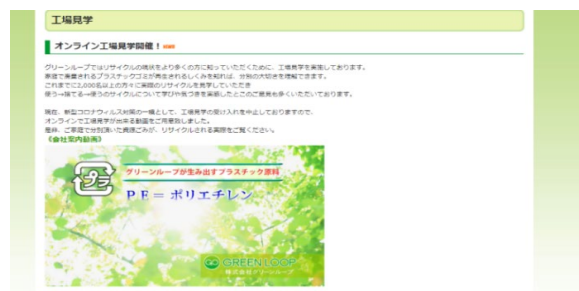 工場見学
オンライン工場見学開催！
グリーンループではリサイクルの現状をより多くの方に知っていただくために、工場見学を実施しております。
家庭で廃棄されるプラスチックゴミが再生されるしくみを知れば、分別の大切さを理解できます。
これまでに2,000名以上の方々に実際のリサイクルを見学していただき
使う→捨てる→使うのサイクルについて学びや気づきを実感したとこのご意見も多くいただいております。
現在、新型コロナウィルス対策の一環として、工場見学の受け入れを中止しておりますので、
オンラインで工場見学が出来る動画をご用意致しました。
是非、ご家庭で分別頂いた資源ごみが、リサイクルされる実際をご覧ください。
《会社案内動画》
プラ
グリーンループが生み出すプラスチック原料
ＰＥ＝ポリエチレン
GREEN LOOP
株式会社グリーンループ